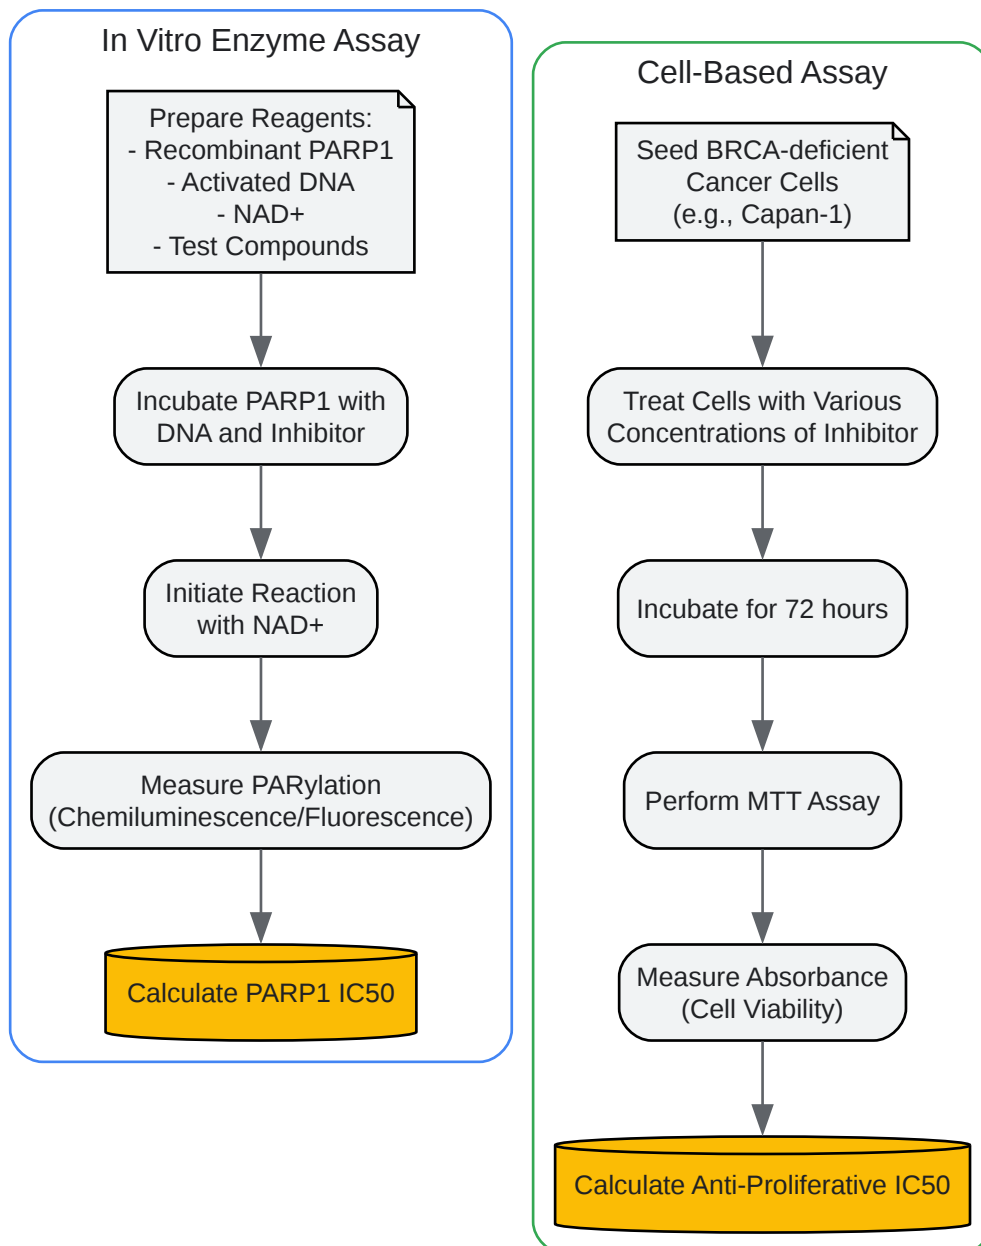 In Vitro Enzyme Assay
Prepare Reagents:
- Recombinant PARP1
- Activated DNA
- NAD+
- Test Compounds
Incubate PARP1 with
DNA and Inhibitor
Initiate Reaction
with NAD+
Measure PARylation
(Chemiluminescence/Fluorescence)
Calculate PARP1 IC50
Cell-Based Assay
Seed BRCA-deficient
Cancer Cells
(e.g., Capan-1)
Treat Cells with Various
Concentrations of Inhibitor
Incubate for 72 hours
Perform MTT Assay
Measure Absorbance
(Cell Viability)
Calculate Anti-Proliferative IC50